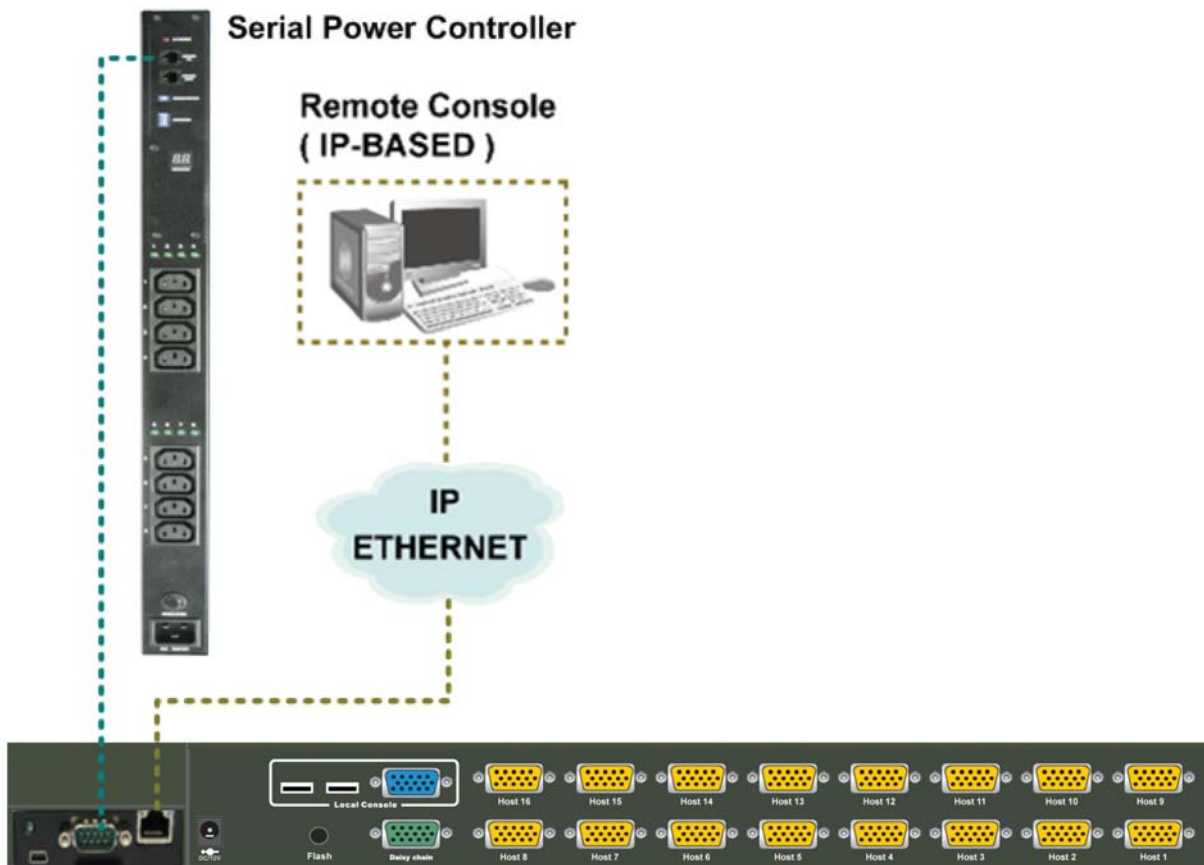 Serial Power Controller
Remote Console
( IP-BASED )
IP
ETHERNET
Local Console
Host 16
Host 15
Host 14
Host 13
Host 12
Host 11
Host 10
Host 9
DC/12V
Flash
Daisy chain
Host 8
Host 7
Host 6
Host 5
Host 4
Host 3
Host 2
Host 1